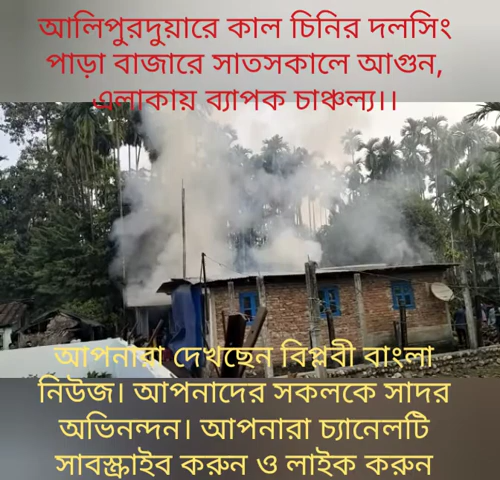 আলিপুরদুয়ারে কাল চিনির দলসিং
পাড়া বাজারে সাতসকালে আগুন,
এলাকায় ব্যাপক চাঞ্চল্য।।
আপনারা দেখছেন বিপ্লবী বাংলা
নিউজ। আপনাদের সকলকে সাদর
অভিনন্দন। আপনারা চ্যানেলটি
সাবস্ক্রাইব করুন ও লাইক করুন